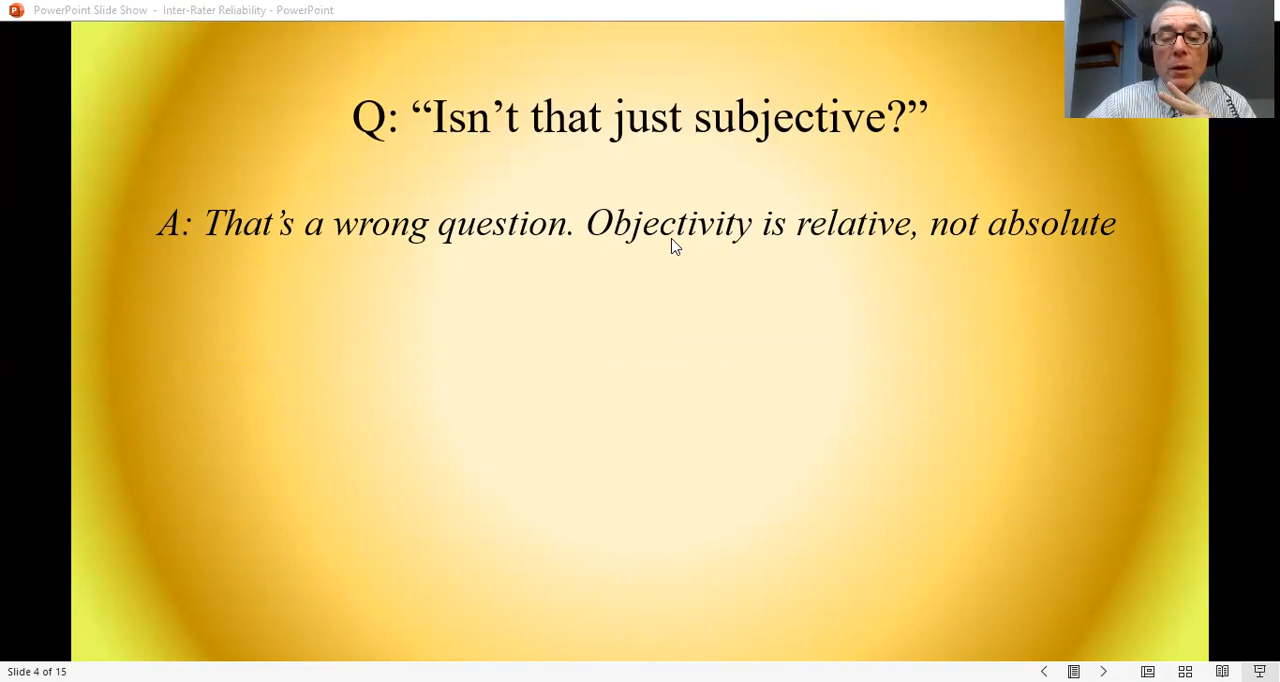 PowerPoint Slide Show - Inter-Rater Reliability - PowerPoint
Q: “Isn’t that just subjective?”
A: That’s a wrong question. Objectivity is relative, not absolute
Slide 4 of 15